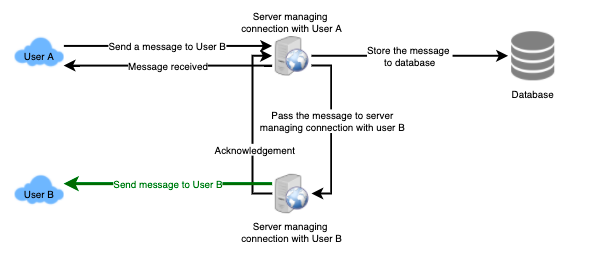 Server managing
connection with User A
User A
Send a message to User B
Message received
Store the message
to database
Database
Pass the message to server
managing connection with user B
Acknowledgement
User B
Send message to User B
Server managing
connection with User B